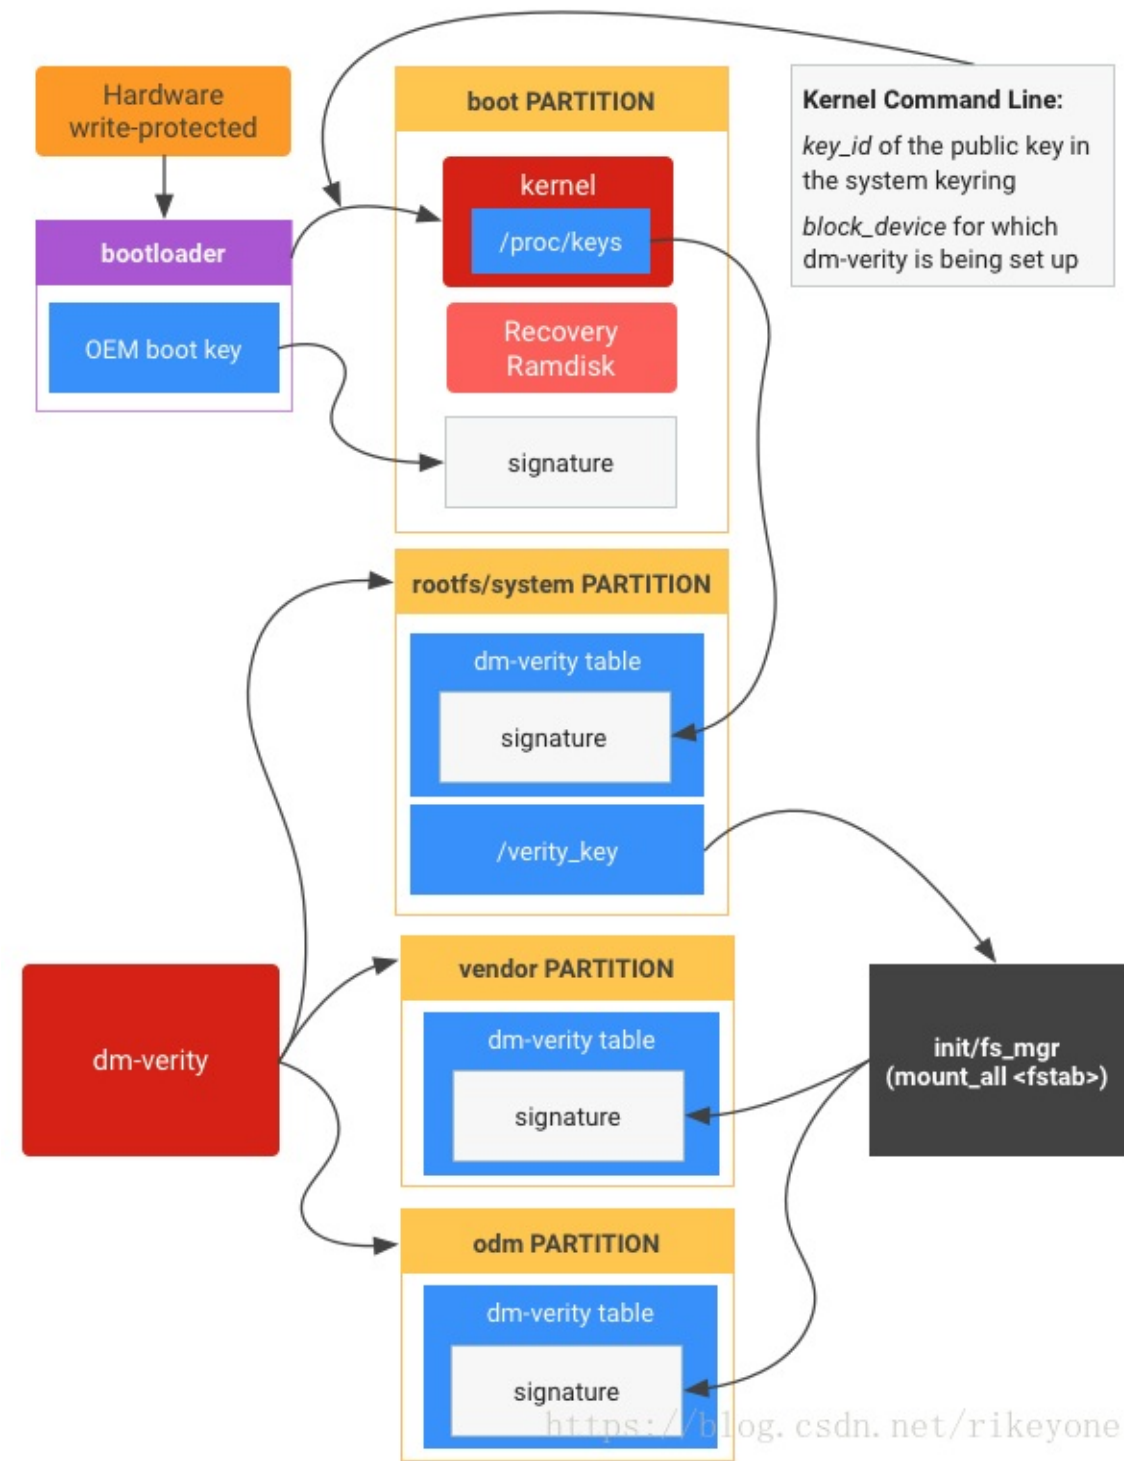 Hardware
write-protected
bootloader
OEM boot key
boot PARTITION
kernel
/proc/keys
Recovery
Ramdisk
signature
Kernel Command Line:
key_id of the public key in
the system keyring
block_device for which
dm-verity is being set up
rootfs/system PARTITION
dm-verity table
signature
/verity_key
dm-verity
vendor PARTITION
dm-verity table
signature
init/fs_mgr
(mount_all <fstab>)
odm PARTITION
dm-verity table
signature
https://blog.csdn.net/rikeyone